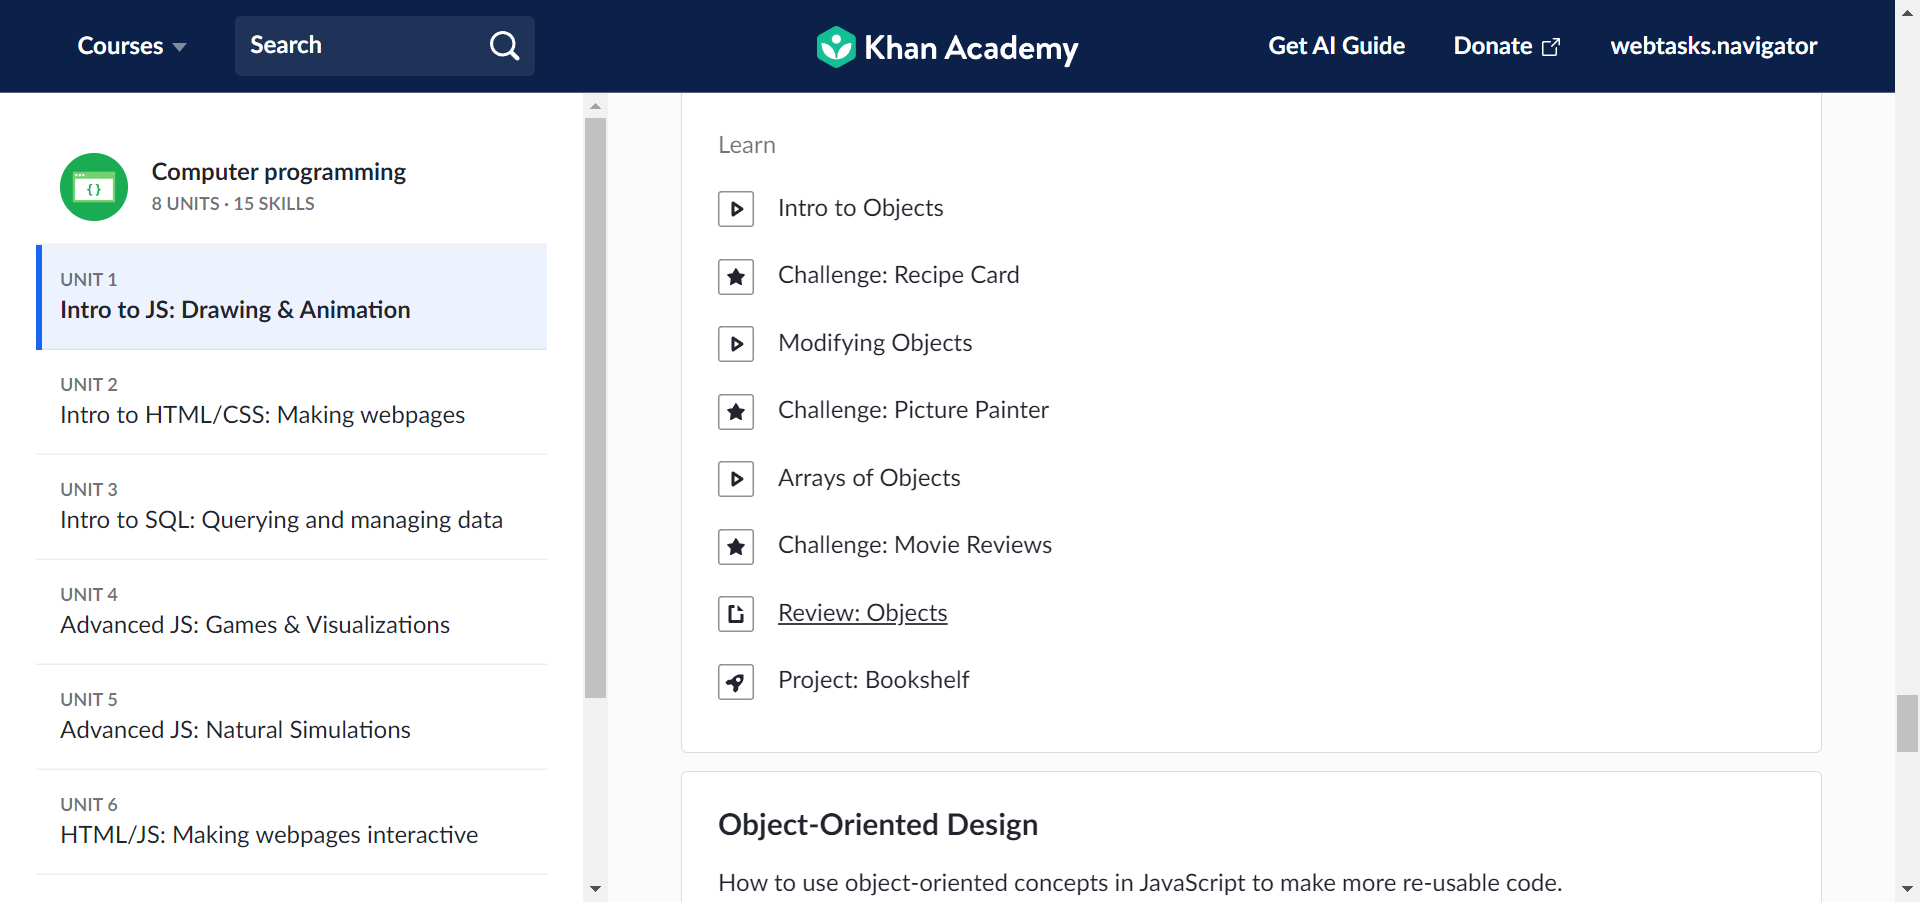 Courses
Search
Khan Academy
Get AI Guide
Donate
webtasks.navigator
Computer programming
8 UNITS · 15 SKILLS
UNIT 1
Intro to JS: Drawing & Animation
UNIT 2
Intro to HTML/CSS: Making webpages
UNIT 3
Intro to SQL: Querying and managing data
UNIT 4
Advanced JS: Games & Visualizations
UNIT 5
Advanced JS: Natural Simulations
UNIT 6
HTML/JS: Making webpages interactive
Learn
Intro to Objects
Challenge: Recipe Card
Modifying Objects
Challenge: Picture Painter
Arrays of Objects
Challenge: Movie Reviews
Review: Objects
Project: Bookshelf
Object-Oriented Design
How to use object-oriented concepts in JavaScript to make more re-usable code.